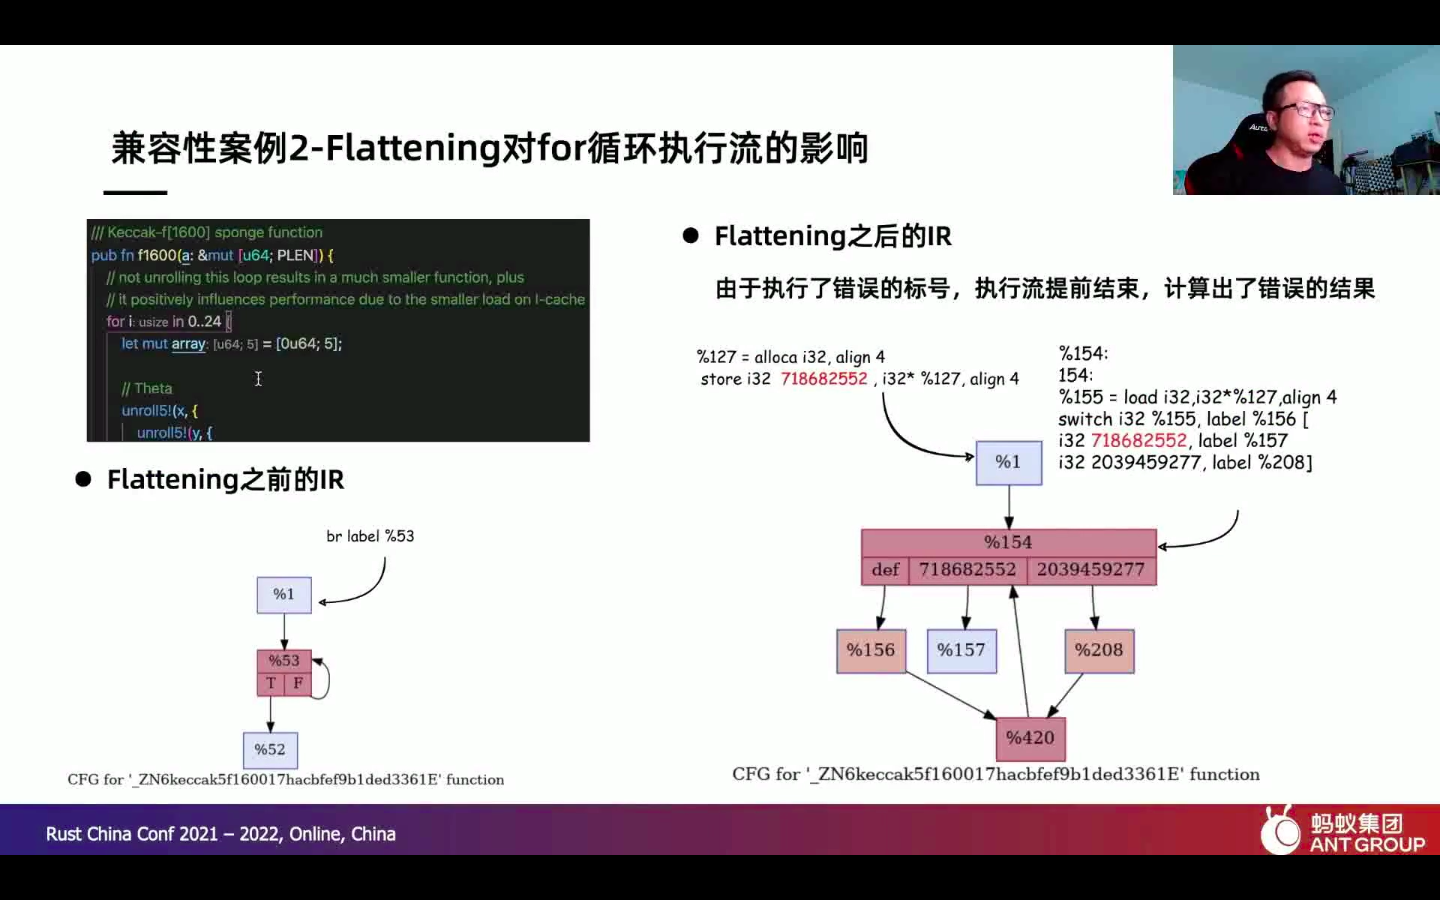 兼容性案例2-Flattening对for循环执行流的影响
/// Keccak-f[1600] sponge function
pub fn f1600(a: &mut [u64; PLEN]) {
// not unrolling this loop results in a much smaller function, plus
// it positively influences performance due to the smaller load on I-cache
for i: usize in 0..24 {
let mut array: [u64; 5] = [0u64; 5];
// Theta
unroll5!(x, {
unroll5!(y, {
Flattening之前的IR
br label %53
%1
%53
T F
%52
CFG for '_ZN6keccak5f160017hacbfef9b1ded3361E' function
Flattening之后的IR
由于执行了错误的标号，执行流提前结束，计算出了错误的结果
%127 = alloca i32, align 4
store i32 718682552 , i32* %127, align 4
%154:
154:
%155 = load i32,i32*%127,align 4
switch i32 %155, label %156 [
i32 718682552, label %157
i32 2039459277, label %208]
%1
%154
def 718682552 2039459277
%156 %157 %208
%420
CFG for '_ZN6keccak5f160017hacbfef9b1ded3361E' function
Rust China Conf 2021 – 2022, Online, China
蚂蚁集团
ANT GROUP